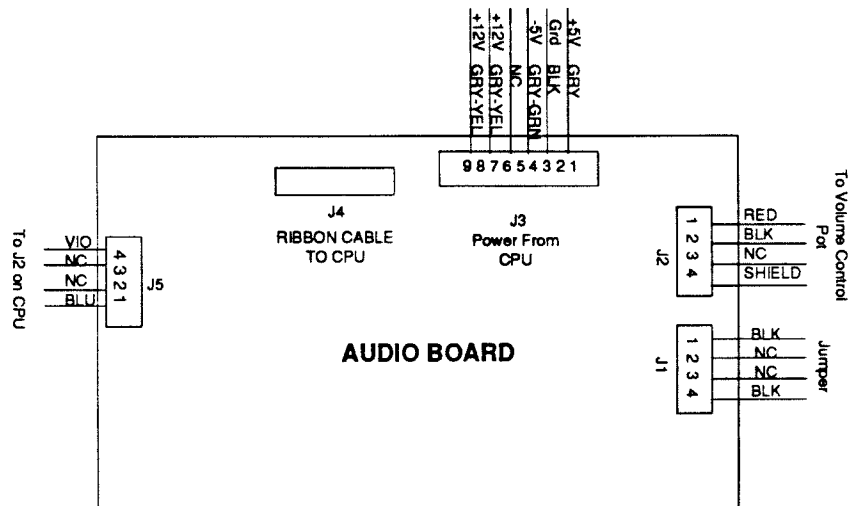 +12V GRY-YEL
+12V GRY-YEL
NC
-5V GRY-GRN
Grd BLK
+5V GRY
9 8 7 6 5 4 3 2 1
J4
RIBBON CABLE
TO CPU
J3
Power From
CPU
To J2 on CPU
VIO
NC
NC
BLU
4 3 2 1
J5
AUDIO BOARD
J2
1 2 3 4
RED
BLK
NC
SHIELD
To Volume Control
Pot
J1
1 2 3 4
BLK
NC
NC
BLK
Jumper